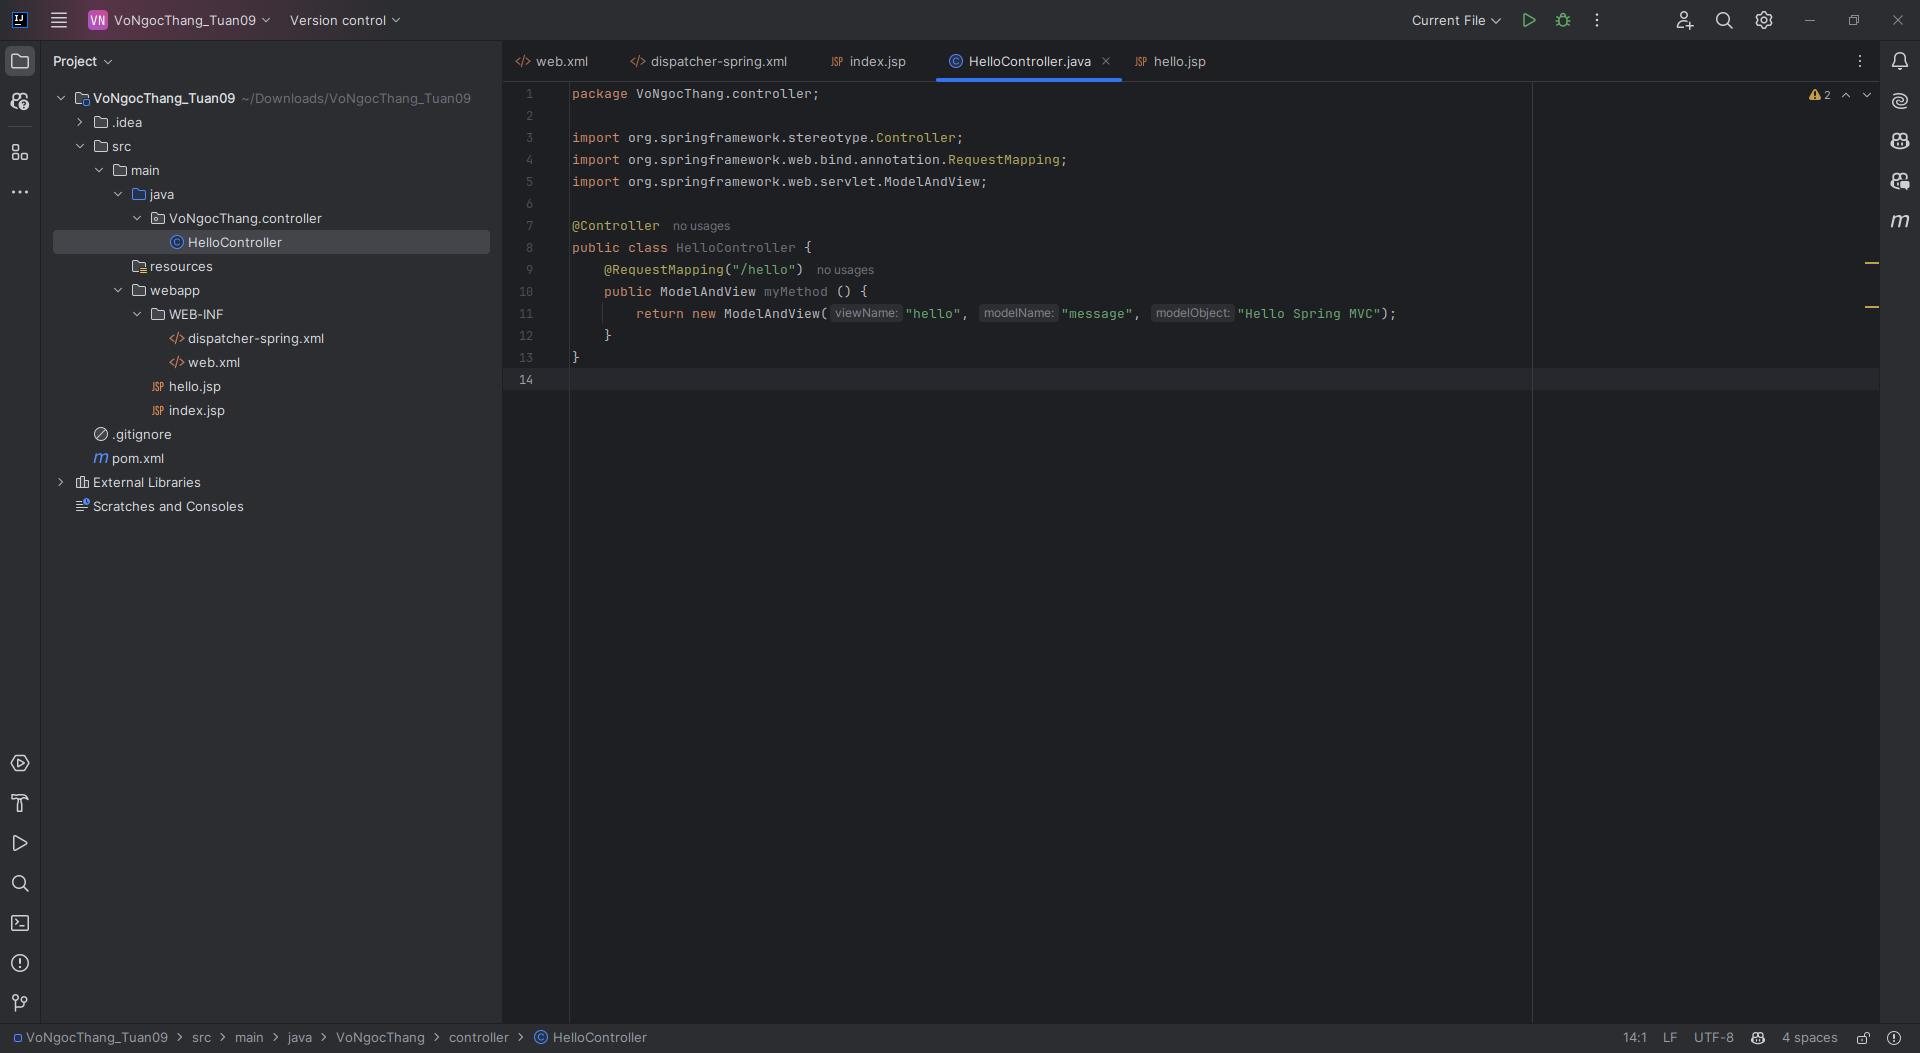 VN VoNgocThang_Tuan09 Version control Current File
Project
VoNgocThang_Tuan09 ~/Downloads/VoNgocThang_Tuan09
.idea
src
main
java
VoNgocThang.controller
HelloController
resources
webapp
WEB-INF
dispatcher-spring.xml
web.xml
JSP hello.jsp
JSP index.jsp
.gitignore
m pom.xml
External Libraries
Scratches and Consoles
web.xml dispatcher-spring.xml JSP index.jsp HelloController.java JSP hello.jsp
2
1 package VoNgocThang.controller;
2
3 import org.springframework.stereotype.Controller;
4 import org.springframework.web.bind.annotation.RequestMapping;
5 import org.springframework.web.servlet.ModelAndView;
6
7 @Controller no usages
8 public class HelloController {
9 @RequestMapping("/hello") no usages
10 public ModelAndView myMethod () {
11 return new ModelAndView( viewName: "hello", modelName: "message", modelObject: "Hello Spring MVC");
12 }
13 }
14
m
VoNgocThang_Tuan09 > src > main > java > VoNgocThang > controller > HelloController 14:1 LF UTF-8 4 spaces